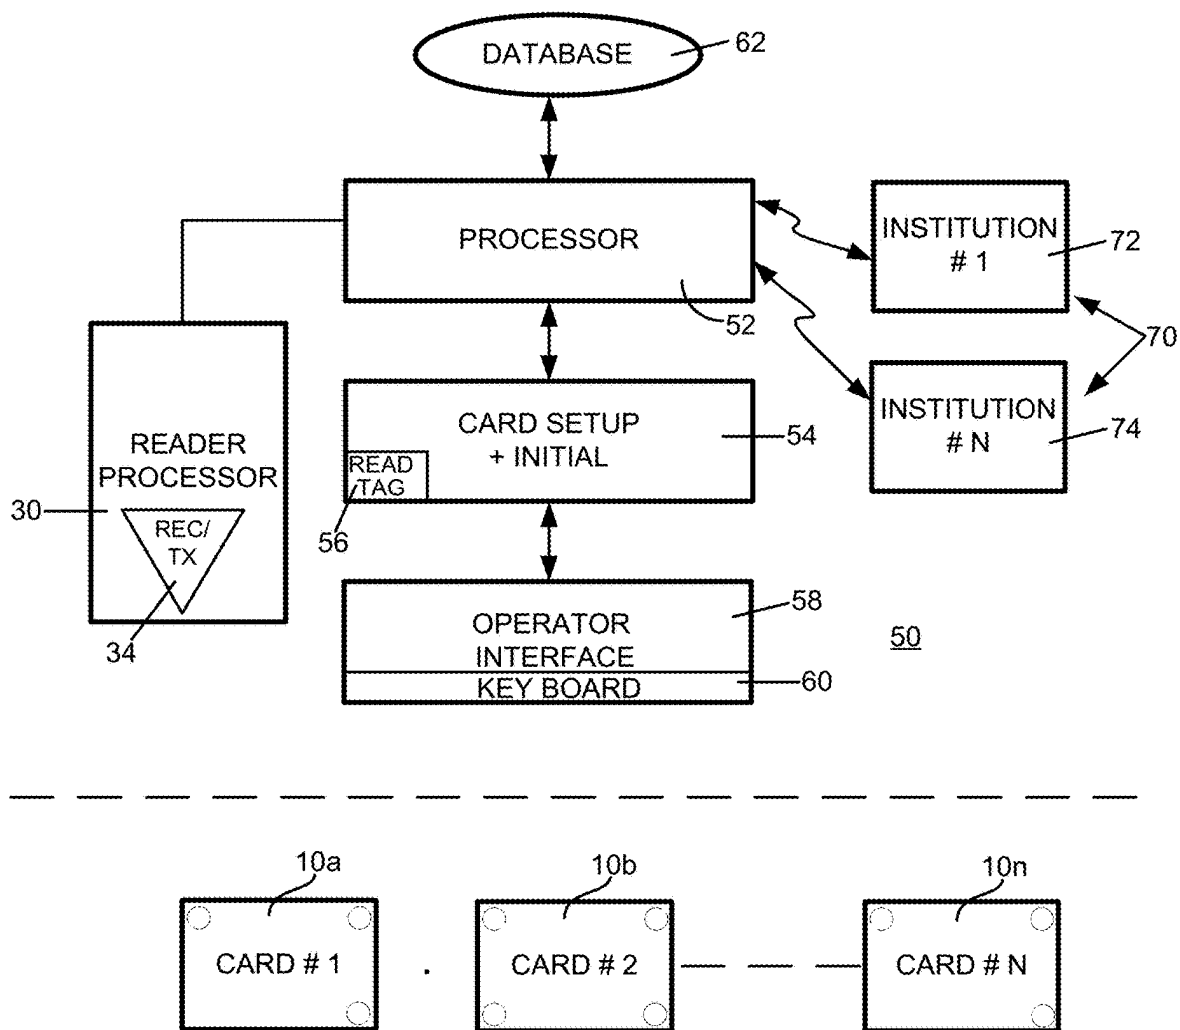 DATABASE
62
PROCESSOR
52
INSTITUTION
# 1
72
70
INSTITUTION
# N
74
READER
PROCESSOR
REC/
TX
30
34
CARD SETUP
+ INITIAL
54
READ
TAG
56
OPERATOR
INTERFACE
58
KEY BOARD
60
50
10a
CARD # 1
.
10b
CARD # 2
10n
CARD # N